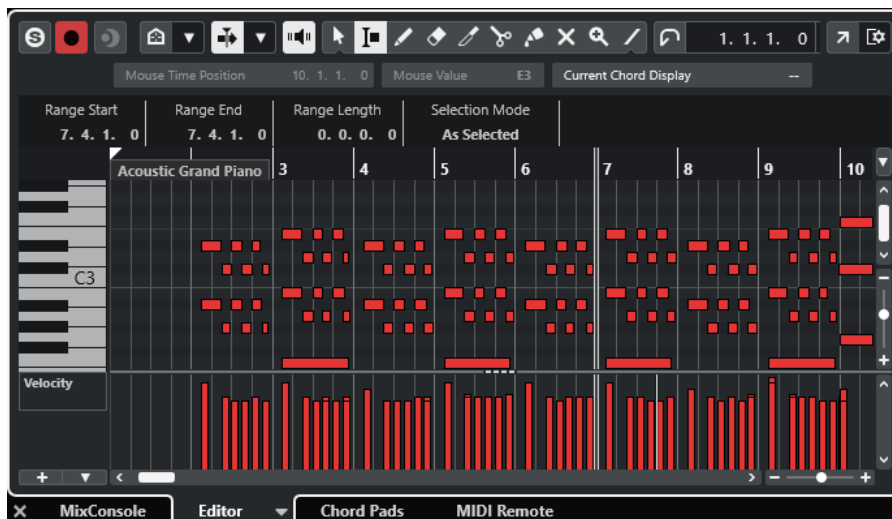 S 1. 1. 1. 0
Mouse Time Position 10. 1. 1. 0 Mouse Value E3 Current Chord Display --
Range Start Range End Range Length Selection Mode
7. 4. 1. 0 7. 4. 1. 0 0. 0. 0. 0 As Selected
Acoustic Grand Piano 3 4 5 6 7 8 9 10
C3
Velocity
MixConsole Editor Chord Pads MIDI Remote